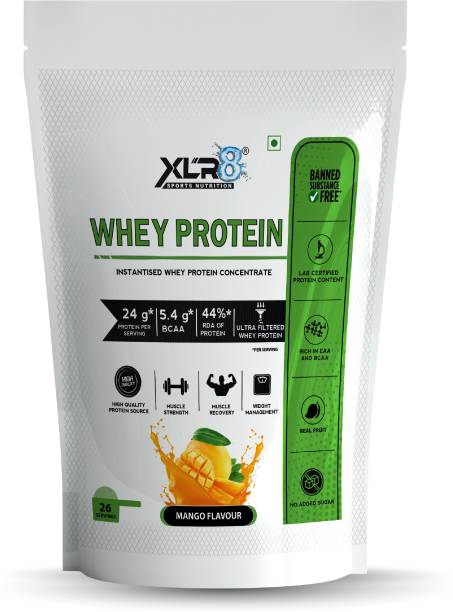 XLR8®
SPORTS NUTRITION
WHEY PROTEIN
INSTANTISED WHEY PROTEIN CONCENTRATE
24 g*
PROTEIN PER
SERVING
5.4 g*
BCAA
44%*
RDA OF
PROTEIN
ULTRA FILTERED
WHEY PROTEIN
*PER SERVING
HIGH
QUALITY
HIGH QUALITY
PROTEIN SOURCE
MUSCLE
STRENGTH
MUSCLE
RECOVERY
WEIGHT
MANAGEMENT
26
SERVINGS
MANGO FLAVOUR
BANNED
SUBSTANCE
FREE*
LAB CERTIFIED
PROTEIN CONTENT
RICH IN EAA
AND BCAA
REAL FRUIT
NO ADDED SUGAR